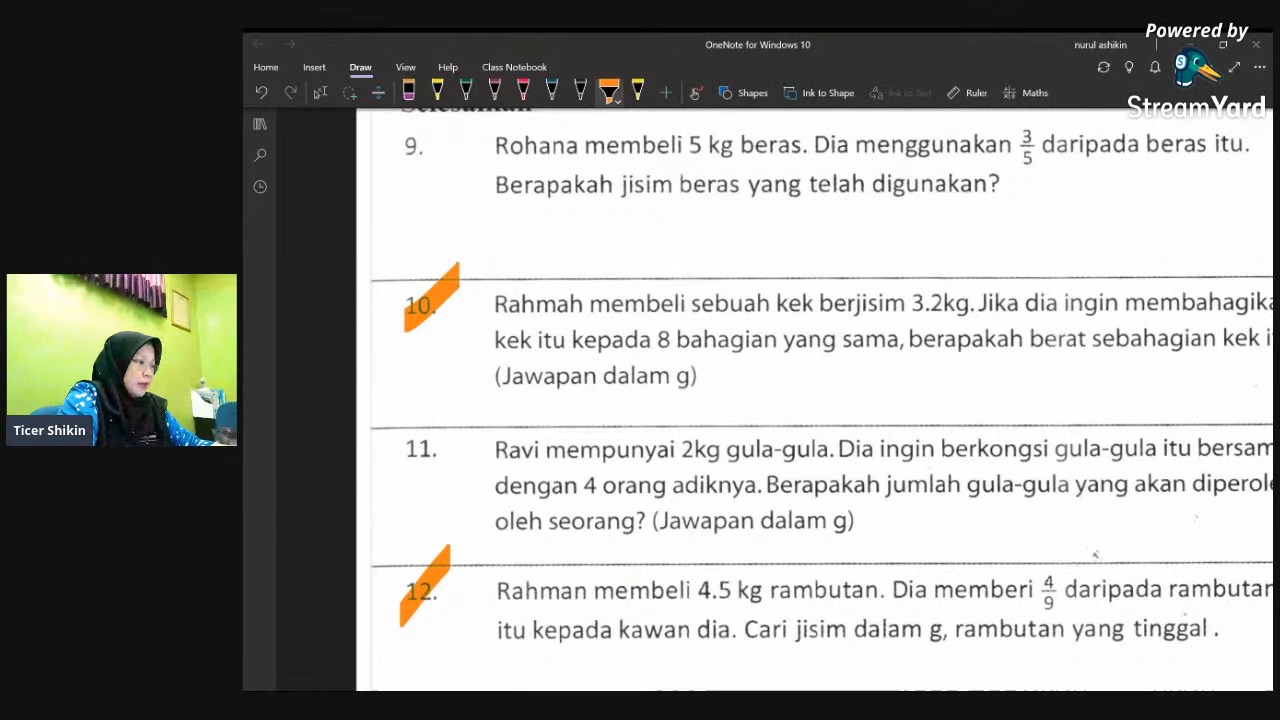 Powered by
StreamYard
OneNote for Windows 10
nurul ashikin
Home Insert Draw View Help Class Notebook
Shapes Ink to Shape Ink to Text Ruler Maths
Selesaikan
9. Rohana membeli 5 kg beras. Dia menggunakan 3/5 daripada beras itu.
Berapakah jisim beras yang telah digunakan?
10. Rahmah membeli sebuah kek berjisim 3.2kg. Jika dia ingin membahagika
kek itu kepada 8 bahagian yang sama, berapakah berat sebahagian kek i
(Jawapan dalam g)
11. Ravi mempunyai 2kg gula-gula. Dia ingin berkongsi gula-gula itu bersam
dengan 4 orang adiknya. Berapakah jumlah gula-gula yang akan diperole
oleh seorang? (Jawapan dalam g)
12. Rahman membeli 4.5 kg rambutan. Dia memberi 4/9 daripada rambutan
itu kepada kawan dia. Cari jisim dalam g, rambutan yang tinggal .
Ticer Shikin